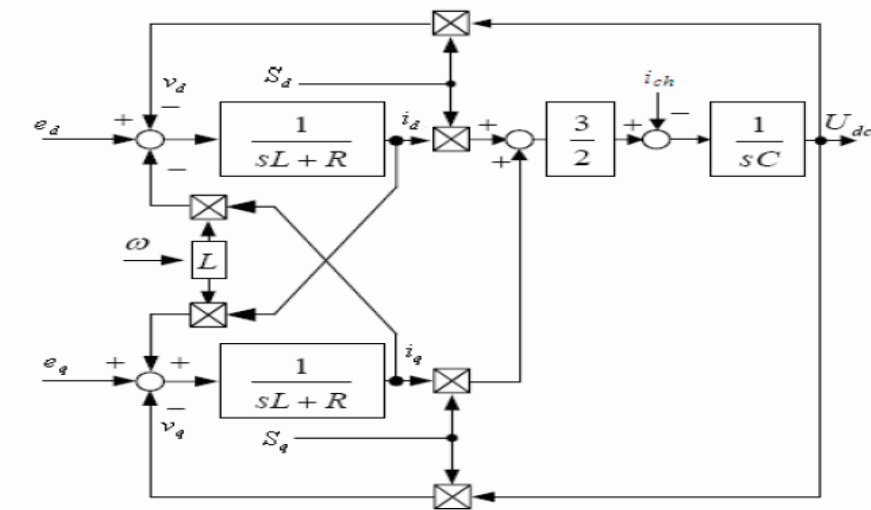 S_d
v_d
i_ch
+
−
e_d
+
1
sL + R
i_d
+
+
3
2
+
−
1
sC
U_dc
−
ω
L
e_q
+
+
1
sL + R
i_q
−
v_q
S_q